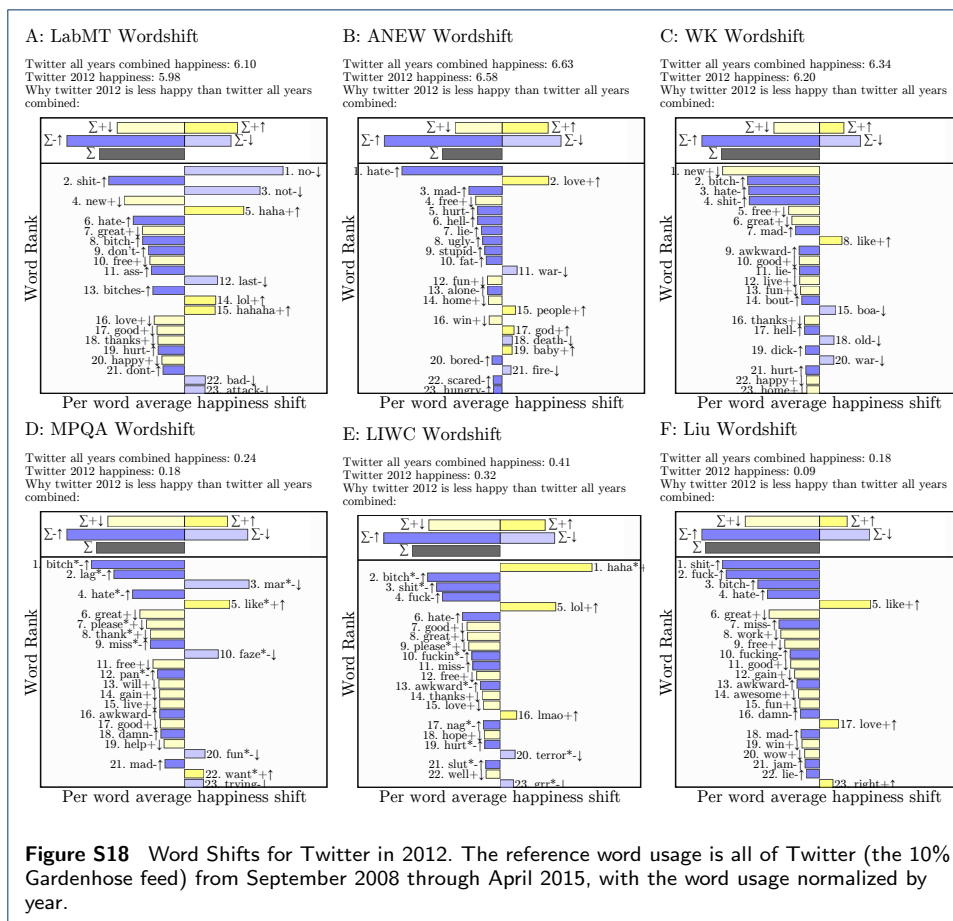 A: LabMT Wordshift
Twitter all years combined happiness: 6.10
Twitter 2012 happiness: 5.98
Why twitter 2012 is less happy than twitter all years
combined:
Σ+↓ Σ+↑
Σ-↑ Σ-↓
Σ
1. no-↓
2. shit-↑
3. not-↓
4. new+↓
5. haha+↑
6. hate-↑
7. great+↓
8. bitch-↑
9. don't-↑
10. free+↓
11. ass-↑
12. last-↓
13. bitches-↑
14. lol+↑
15. hahaha+↑
16. love+↓
17. good+↓
18. thanks+↓
19. hurt-↑
20. happy+↓
21. dont-↑
22. bad-↓
23. attack-↓
Word Rank
Per word average happiness shift
B: ANEW Wordshift
Twitter all years combined happiness: 6.63
Twitter 2012 happiness: 6.58
Why twitter 2012 is less happy than twitter all years
combined:
Σ+↓ Σ+↑
Σ-↑ Σ-↓
Σ
1. hate-↑
2. love+↑
3. mad-↑
4. free+↓
5. hurt-↑
6. hell-↑
7. lie-↑
8. ugly-↑
9. stupid-↑
10. fat-↑
11. war-↓
12. fun+↓
13. alone-↑
14. home+↓
15. people+↑
16. win+↓
17. god+↑
18. death-↓
19. baby+↑
20. bored-↑
21. fire-↓
22. scared-↑
23. hungry-↑
Word Rank
Per word average happiness shift
C: WK Wordshift
Twitter all years combined happiness: 6.34
Twitter 2012 happiness: 6.20
Why twitter 2012 is less happy than twitter all years
combined:
Σ+↓ Σ+↑
Σ-↑ Σ-↓
Σ
1. new+↓
2. bitch-↑
3. hate-↑
4. shit-↑
5. free+↓
6. great+↓
7. mad-↑
8. like+↑
9. awkward-↑
10. good+↓
11. lie-↑
12. live+↓
13. fun+↓
14. bout-↑
15. boa-↓
16. thanks+↓
17. hell-↑
18. old-↓
19. dick-↑
20. war-↓
21. hurt-↑
22. happy+↓
23. home+↓
Word Rank
Per word average happiness shift
D: MPQA Wordshift
Twitter all years combined happiness: 0.24
Twitter 2012 happiness: 0.18
Why twitter 2012 is less happy than twitter all years
combined:
Σ+↓ Σ+↑
Σ-↑ Σ-↓
Σ
1. bitch*-↑
2. lag*-↑
3. mar*-↓
4. hate*-↑
5. like*+↑
6. great+↓
7. please*+↓
8. thank*+↓
9. miss*-↑
10. faze*-↓
11. free+↓
12. pan*-↑
13. will+↓
14. gain+↓
15. live+↓
16. awkward-↑
17. good+↓
18. damn-↑
19. help+↓
20. fun*-↓
21. mad-↑
22. want*+↑
23. trying-↓
Word Rank
Per word average happiness shift
E: LIWC Wordshift
Twitter all years combined happiness: 0.41
Twitter 2012 happiness: 0.32
Why twitter 2012 is less happy than twitter all years
combined:
Σ+↓ Σ+↑
Σ-↑ Σ-↓
Σ
1. haha*+
2. bitch*-↑
3. shit*-↑
4. fuck-↑
5. lol+↑
6. hate-↑
7. good+↓
8. great+↓
9. please*+↓
10. fuckin*-↑
11. miss-↑
12. free+↓
13. awkward*-↑
14. thanks+↓
15. love+↓
16. lmao+↑
17. nag*-↑
18. hope+↓
19. hurt*-↑
20. terror*-↓
21. slut*-↑
22. well+↓
23. grr*-↓
Word Rank
Per word average happiness shift
F: Liu Wordshift
Twitter all years combined happiness: 0.18
Twitter 2012 happiness: 0.09
Why twitter 2012 is less happy than twitter all years
combined:
Σ+↓ Σ+↑
Σ-↑ Σ-↓
Σ
1. shit-↑
2. fuck-↑
3. bitch-↑
4. hate-↑
5. like+↑
6. great+↓
7. miss-↑
8. work+↓
9. free+↓
10. fucking-↑
11. good+↓
12. gain+↓
13. awkward-↑
14. awesome+↓
15. fun+↓
16. damn-↑
17. love+↑
18. mad-↑
19. win+↓
20. wow+↓
21. jam-↑
22. lie-↑
23. right+↑
Word Rank
Per word average happiness shift
Figure S18 Word Shifts for Twitter in 2012. The reference word usage is all of Twitter (the 10%
Gardenhose feed) from September 2008 through April 2015, with the word usage normalized by
year.